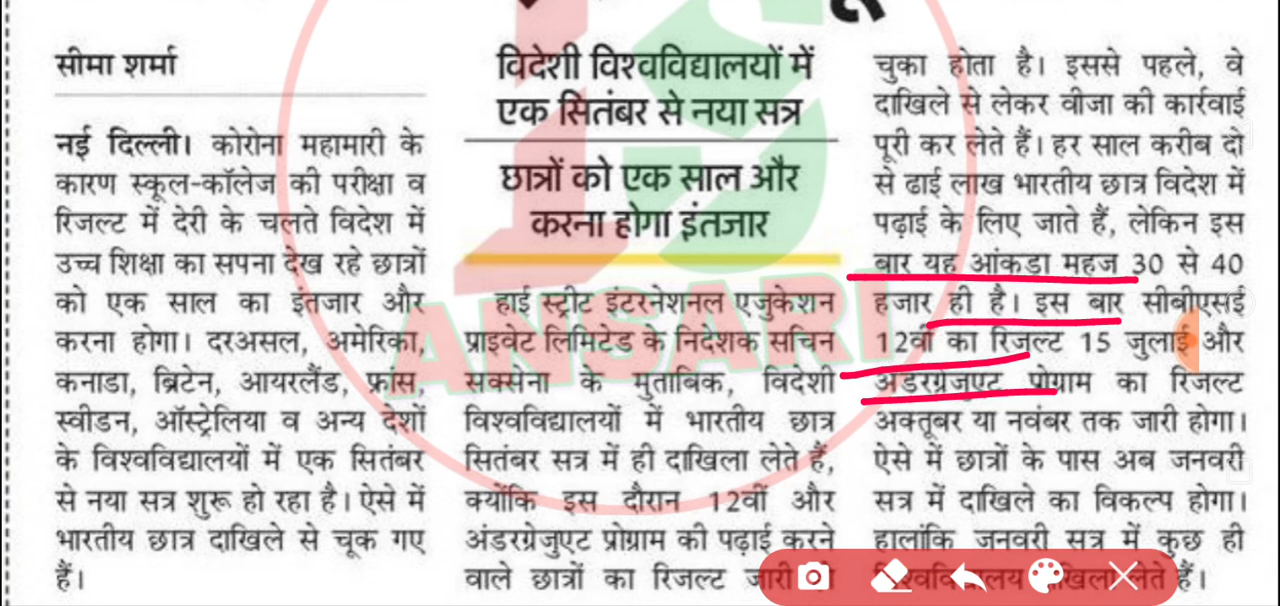 सीमा शर्मा
नई दिल्ली। कोरोना महामारी के
कारण स्कूल-कॉलेज की परीक्षा व
रिजल्ट में देरी के चलते विदेश में
उच्च शिक्षा का सपना देख रहे छात्रों
को एक साल का इंतजार और
करना होगा। दरअसल, अमेरिका,
कनाडा, ब्रिटेन, आयरलैंड, फ्रांस,
स्वीडन, ऑस्ट्रेलिया व अन्य देशों
के विश्वविद्यालयों में एक सितंबर
से नया सत्र शुरू हो रहा है। ऐसे में
भारतीय छात्र दाखिले से चूक गए
हैं।
विदेशी विश्वविद्यालयों में
एक सितंबर से नया सत्र
छात्रों को एक साल और
करना होगा इंतजार
हाई स्ट्रीट इंटरनेशनल एजुकेशन
प्राइवेट लिमिटेड के निदेशक सचिन
सक्सेना के मुताबिक, विदेशी
विश्वविद्यालयों में भारतीय छात्र
सितंबर सत्र में ही दाखिला लेते हैं,
क्योंकि इस दौरान 12वीं और
अंडरग्रेजुएट प्रोग्राम की पढ़ाई करने
वाले छात्रों का रिजल्ट जारी
चुका होता है। इससे पहले, वे
दाखिले से लेकर वीजा की कार्रवाई
पूरी कर लेते हैं। हर साल करीब दो
से ढाई लाख भारतीय छात्र विदेश में
पढ़ाई के लिए जाते हैं, लेकिन इस
बार यह आंकडा महज 30 से 40
हजार ही है। इस बार सीबीएसई
12वीं का रिजल्ट 15 जुलाई और
अंडरग्रेजुएट प्रोग्राम का रिजल्ट
अक्तूबर या नवंबर तक जारी होगा।
ऐसे में छात्रों के पास अब जनवरी
सत्र में दाखिले का विकल्प होगा।
हालांकि जनवरी सत्र में कुछ ही
लेते हैं।
ANSARI